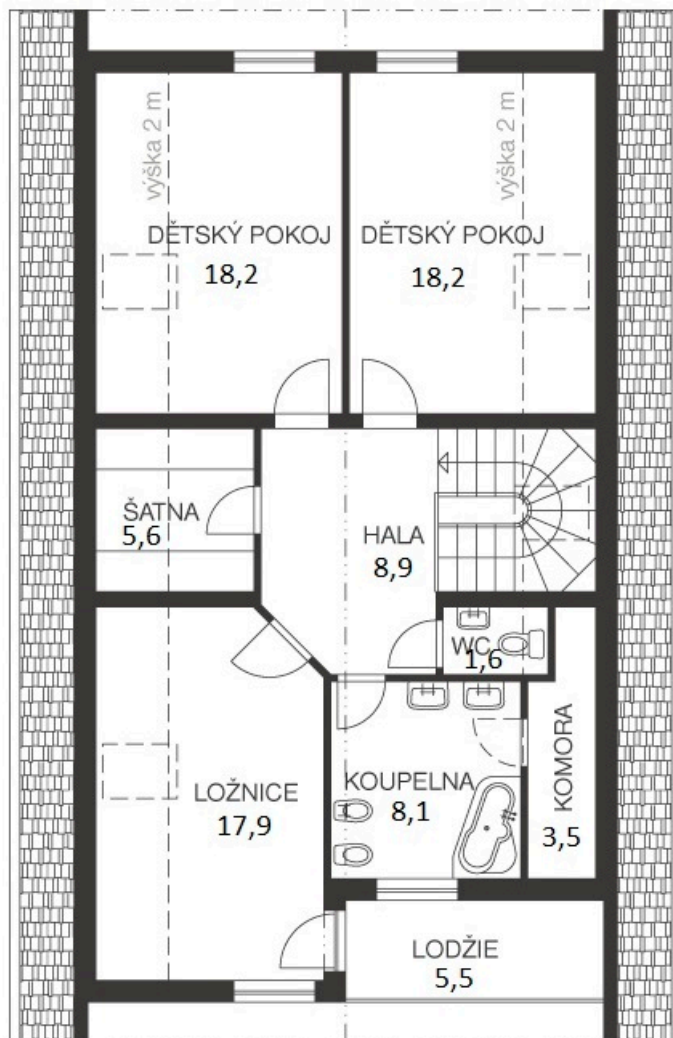 výška 2 m
výška 2 m
DĚTSKÝ POKOJ
18,2
DĚTSKÝ POKOJ
18,2
ŠATNA
5,6
HALA
8,9
WC
1,6
LOŽNICE
17,9
KOUPELNA
8,1
KOMORA
3,5
LODŽIE
5,5